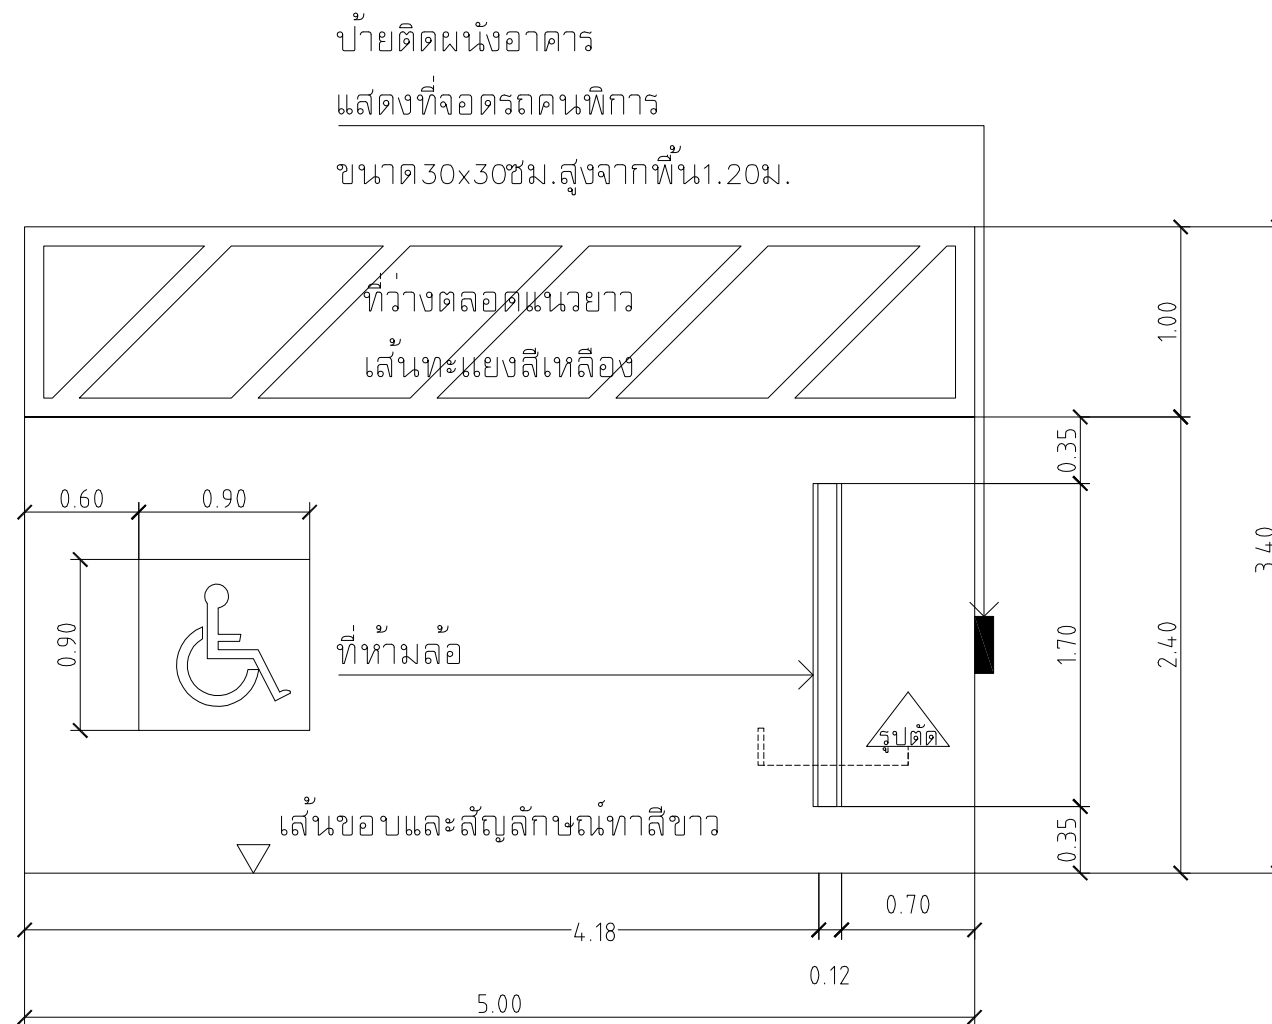 ป้ายติดผนังอาคาร
แสดงที่จอดรถคนพิการ
ขนาด30x30ซม.สูงจากพื้น1.20ม.
ที่ว่างตลอดแนวยาว
เส้นทะแยงสีเหลือง
1.00
0.35
0.60
0.90
3.40
0.90
ที่ห้ามล้อ
1.70
2.40
รูปตัด
เส้นขอบและสัญลักษณ์ทาสีขาว
0.35
0.70
4.18
0.12
5.00